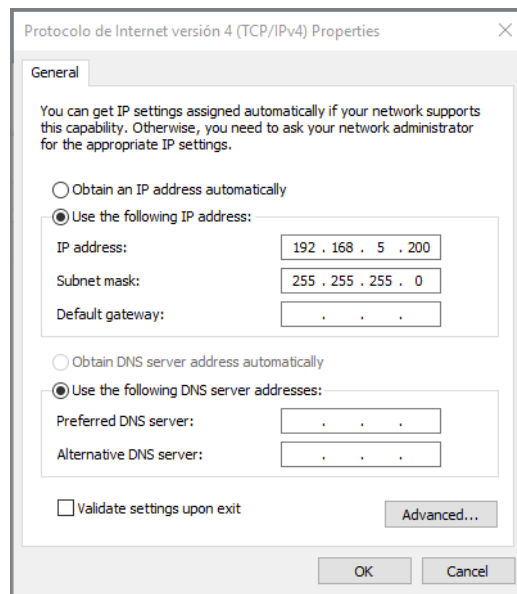 Protocolo de Internet versión 4 (TCP/IPv4) Properties
General
You can get IP settings assigned automatically if your network supports
this capability. Otherwise, you need to ask your network administrator
for the appropriate IP settings.
Obtain an IP address automatically
Use the following IP address:
IP address: 192 . 168 . 5 . 200
Subnet mask: 255 . 255 . 255 . 0
Default gateway: . . .
Obtain DNS server address automatically
Use the following DNS server addresses:
Preferred DNS server: . . .
Alternative DNS server: . . .
Validate settings upon exit
Advanced...
OK Cancel